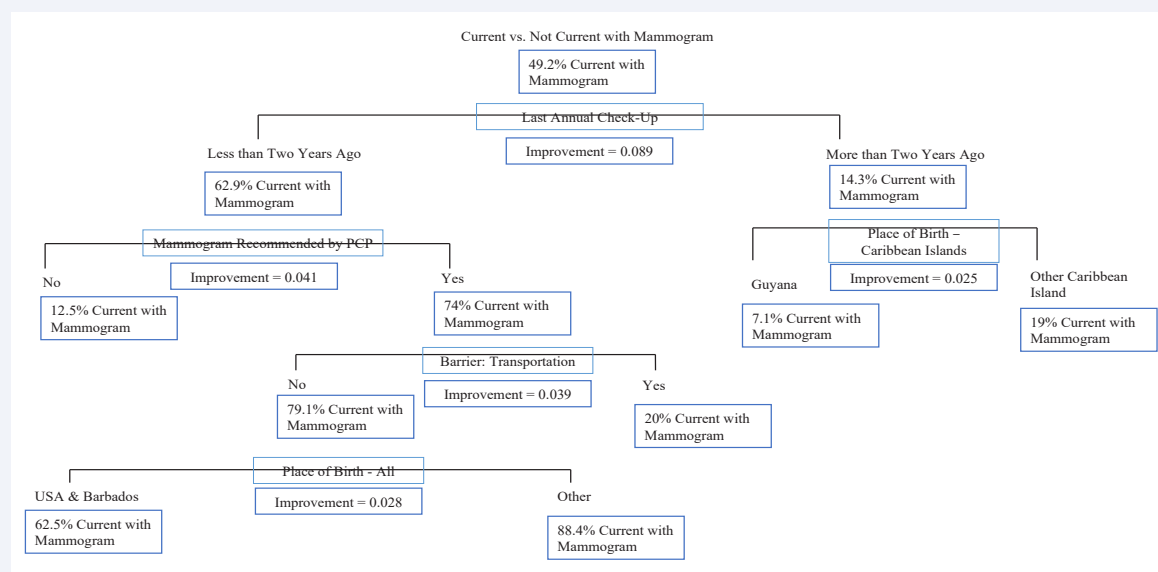 Current vs. Not Current with Mammogram
49.2% Current with
Mammogram
Last Annual Check-Up
Improvement = 0.089
Less than Two Years Ago
62.9% Current with
Mammogram
More than Two Years Ago
14.3% Current with
Mammogram
Mammogram Recommended by PCP
Improvement = 0.041
No
12.5% Current with
Mammogram
Yes
74% Current with
Mammogram
Place of Birth –
Caribbean Islands
Improvement = 0.025
Guyana
7.1% Current with
Mammogram
Other Caribbean
Island
19% Current with
Mammogram
Barrier: Transportation
Improvement = 0.039
No
79.1% Current with
Mammogram
Yes
20% Current with
Mammogram
Place of Birth - All
Improvement = 0.028
USA & Barbados
62.5% Current with
Mammogram
Other
88.4% Current with
Mammogram